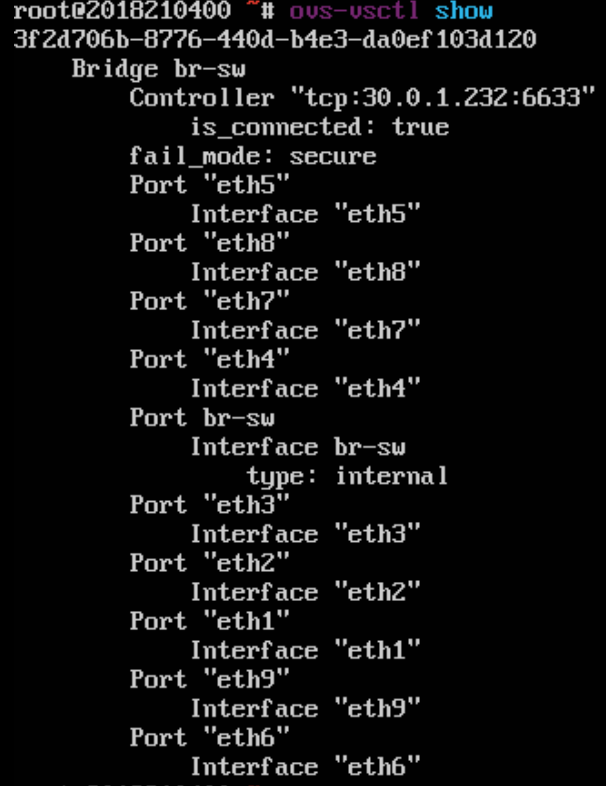 root@2018210400 ~# ovs-vsctl show
3f2d706b-8776-440d-b4e3-da0ef103d120
    Bridge br-sw
        Controller "tcp:30.0.1.232:6633"
            is_connected: true
        fail_mode: secure
        Port "eth5"
            Interface "eth5"
        Port "eth8"
            Interface "eth8"
        Port "eth7"
            Interface "eth7"
        Port "eth4"
            Interface "eth4"
        Port br-sw
            Interface br-sw
                type: internal
        Port "eth3"
            Interface "eth3"
        Port "eth2"
            Interface "eth2"
        Port "eth1"
            Interface "eth1"
        Port "eth9"
            Interface "eth9"
        Port "eth6"
            Interface "eth6"